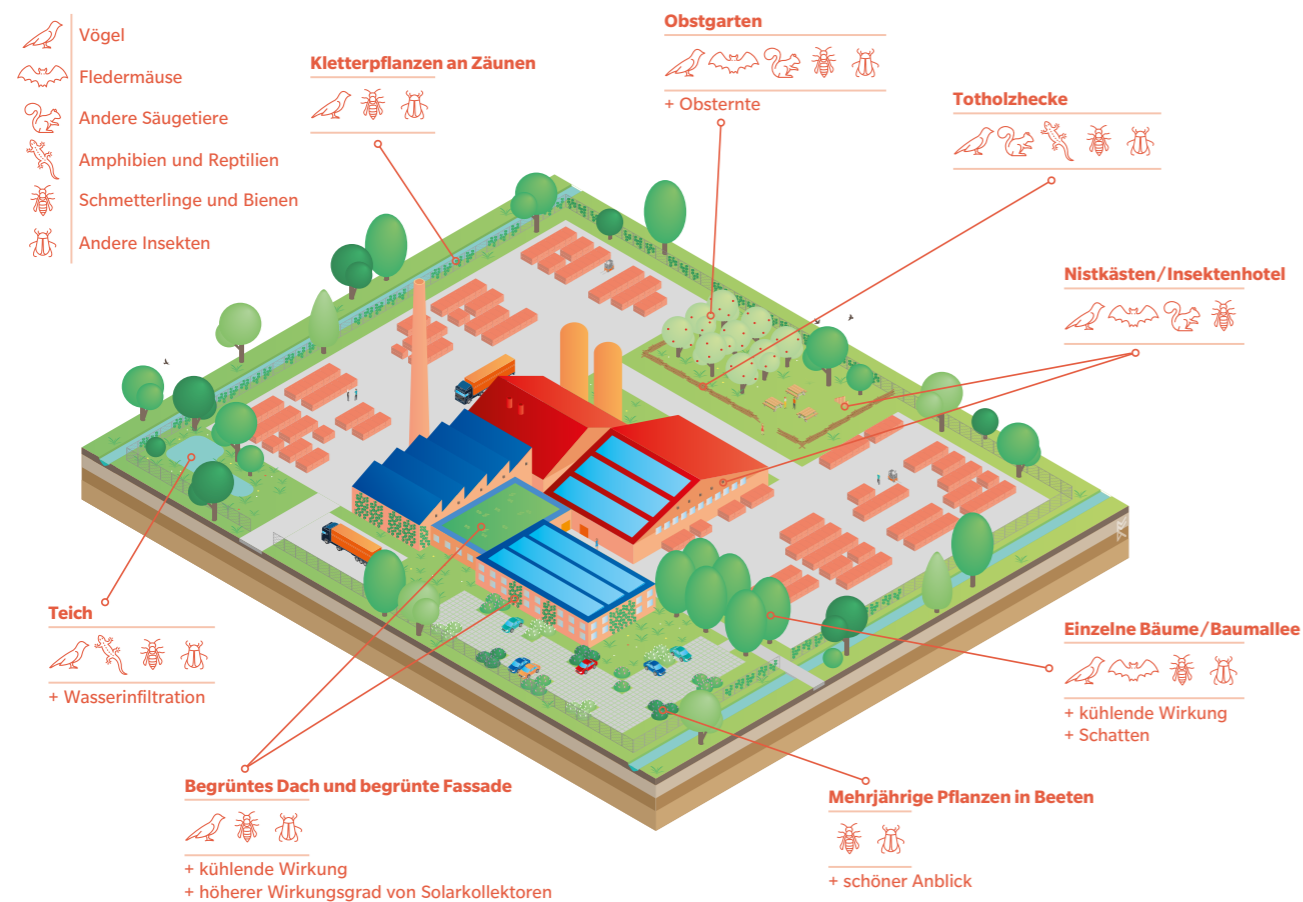 Vögel
Fledermäuse
Andere Säugetiere
Amphibien und Reptilien
Schmetterlinge und Bienen
Andere Insekten
Kletterpflanzen an Zäunen
Obstgarten
+ Obsternte
Totholzhecke
Nistkästen/Insektenhotel
Teich
+ Wasserinfiltration
Einzelne Bäume/Baumallee
+ kühlende Wirkung
+ Schatten
Begrüntes Dach und begrünte Fassade
+ kühlende Wirkung
+ höherer Wirkungsgrad von Solarkollektoren
Mehrjährige Pflanzen in Beeten
+ schöner Anblick